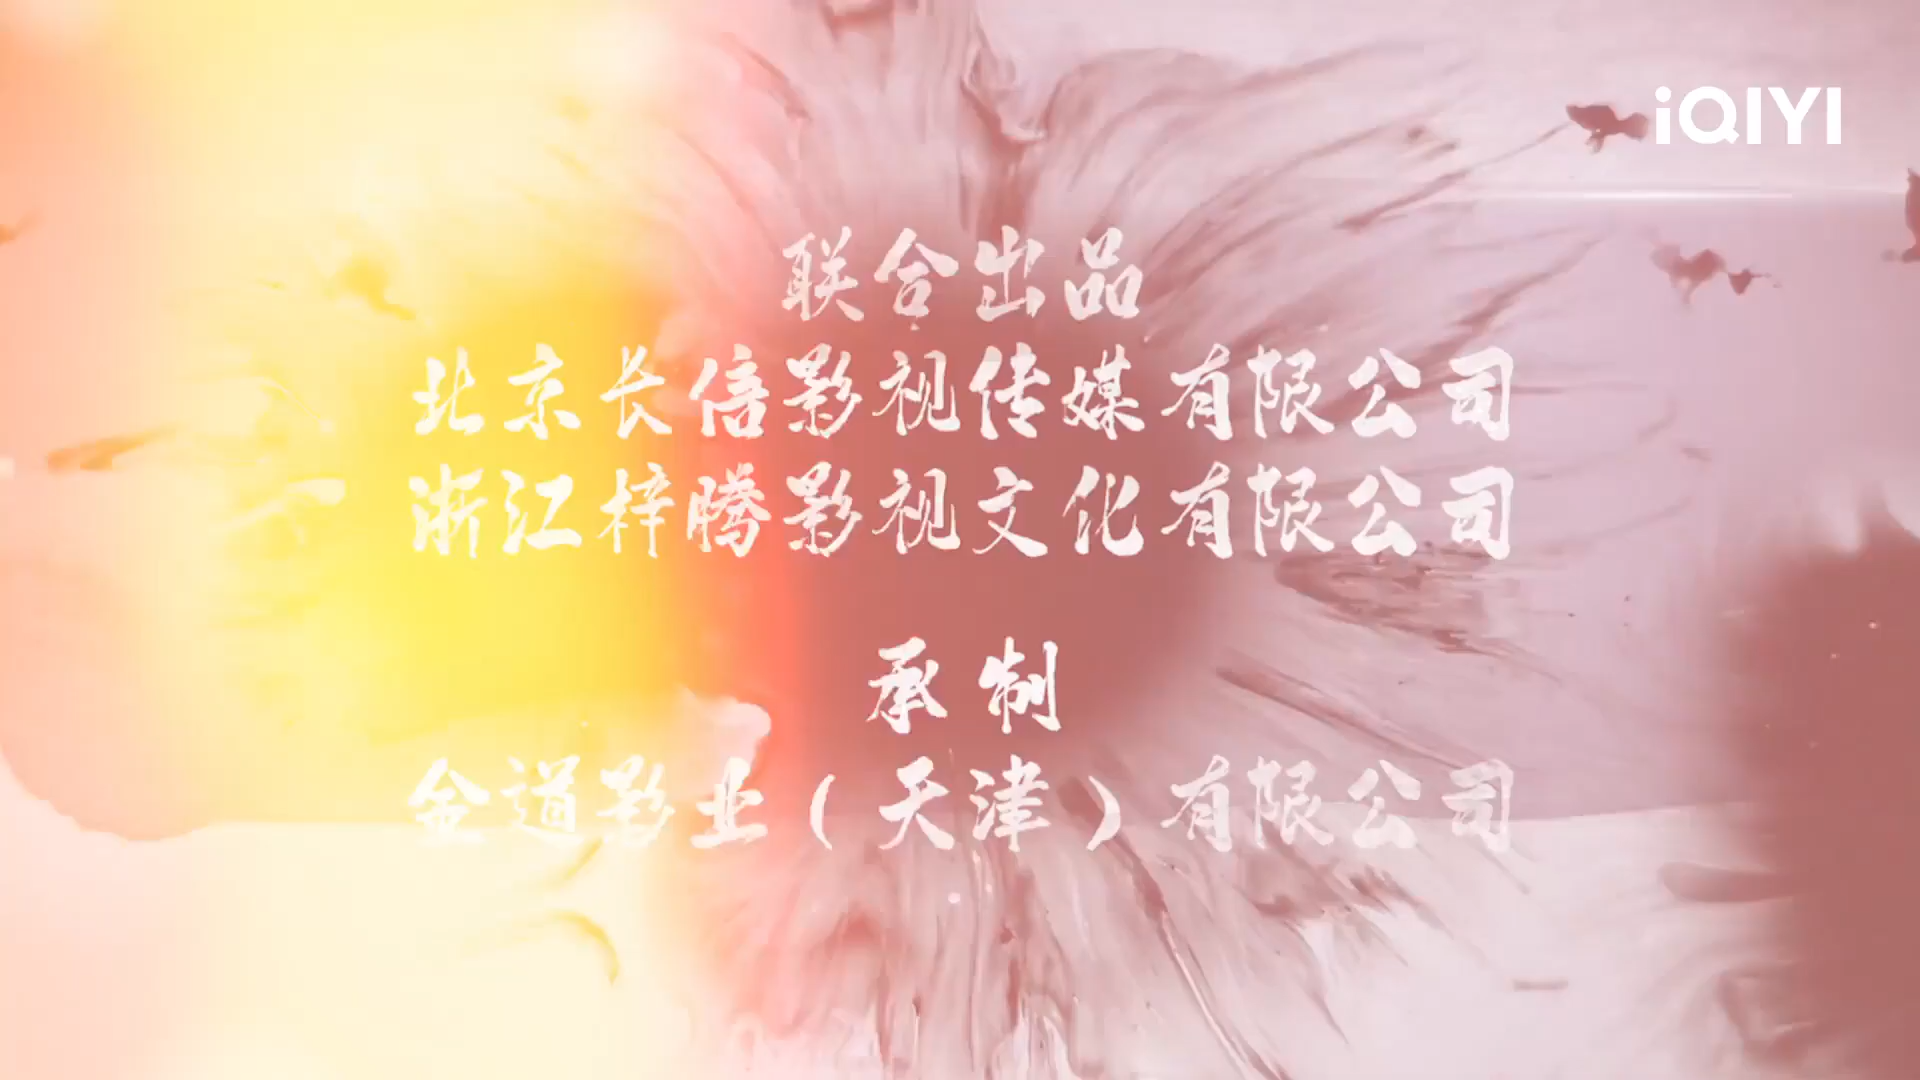 iQIYI
联合出品
北京长倍影视传媒有限公司
浙江梓腾影视文化有限公司
承制
金道影业（天津）有限公司